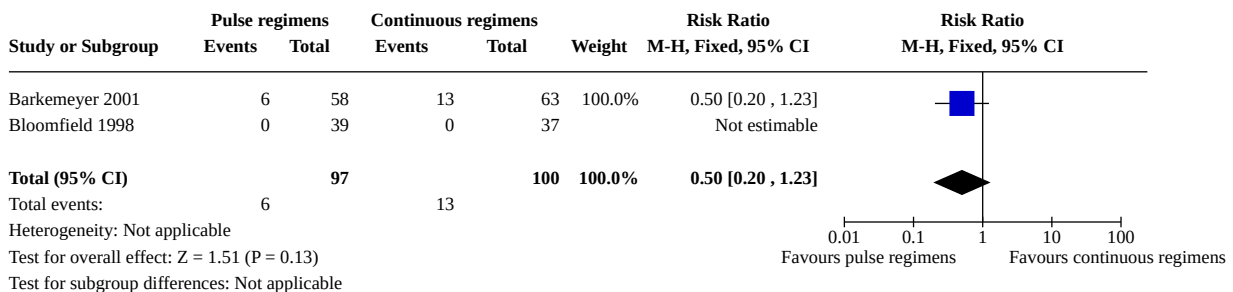 Pulse regimens Continuous regimens Risk Ratio Risk Ratio
Study or Subgroup Events Total Events Total Weight M-H, Fixed, 95% CI M-H, Fixed, 95% CI
Barkemeyer 2001 6 58 13 63 100.0% 0.50 [0.20 , 1.23]
Bloomfield 1998 0 39 0 37 Not estimable
Total (95% CI) 97 100 100.0% 0.50 [0.20 , 1.23]
Total events: 6 13
Heterogeneity: Not applicable
0.01 0.1 1 10 100
Test for overall effect: Z = 1.51 (P = 0.13) Favours pulse regimens Favours continuous regimens
Test for subgroup differences: Not applicable